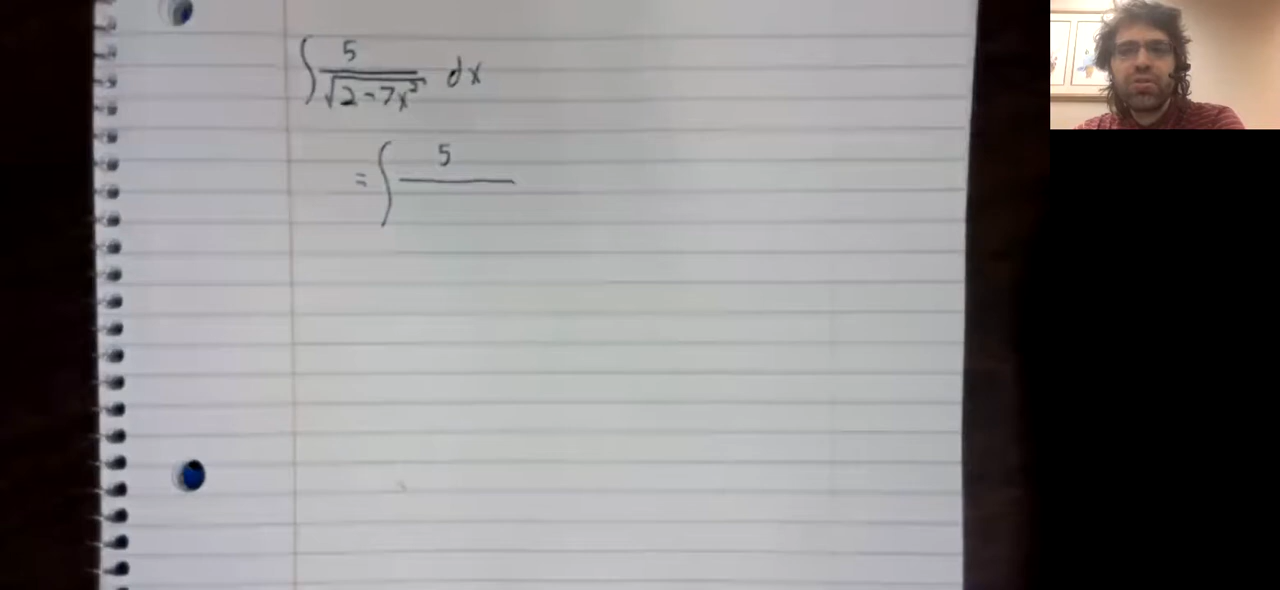 ∫ 5/√(2-7x²) dx
= ∫ 5